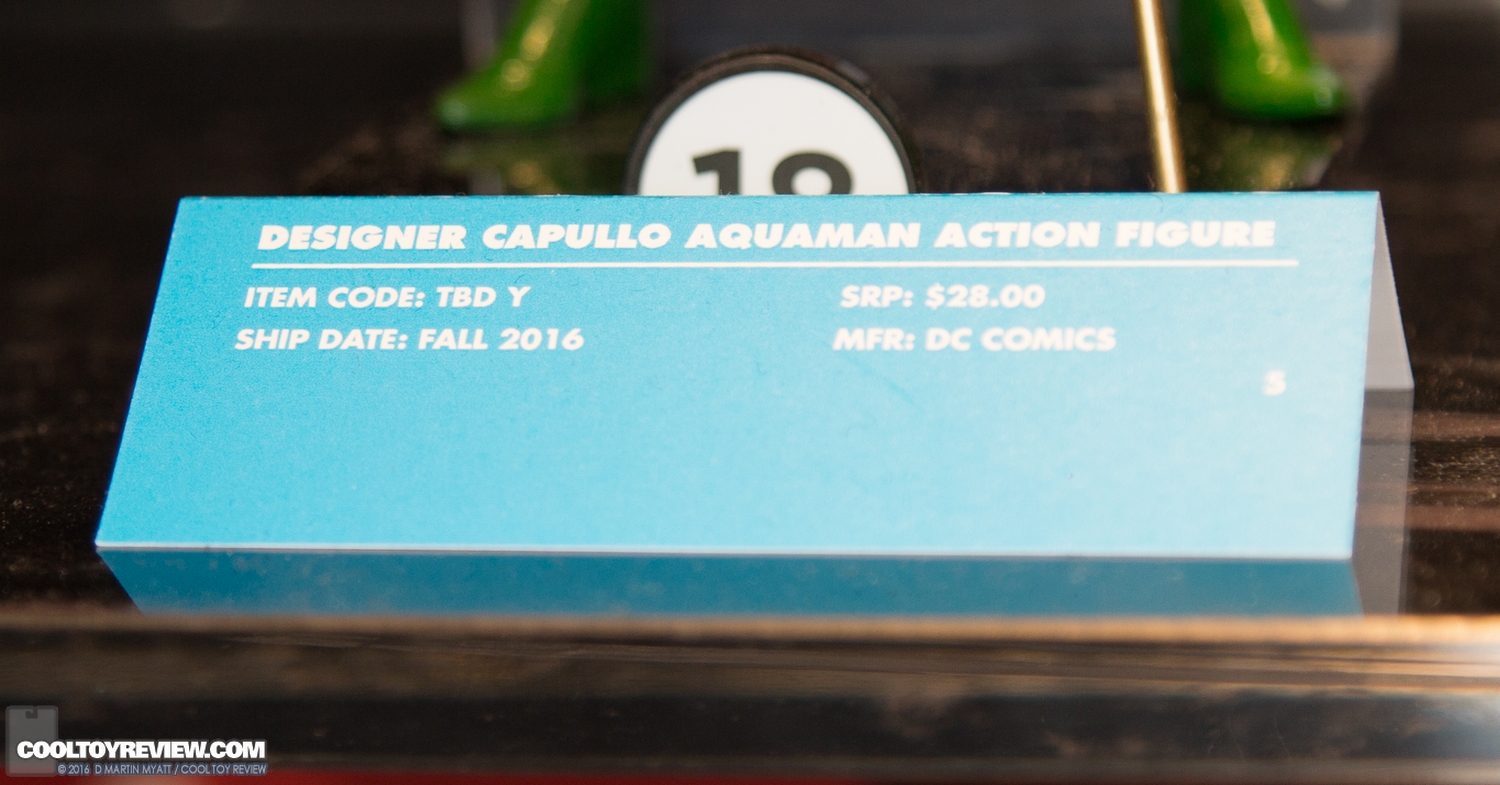 DESIGNER CAPULLO AQUAMAN ACTION FIGURE
ITEM CODE: TBD Y SRP: $28.00
SHIP DATE: FALL 2016 MFR: DC COMICS
S
COOLTOYREVIEW.COM
© 2016 D MARTIN MYATT / COOL TOY REVIEW